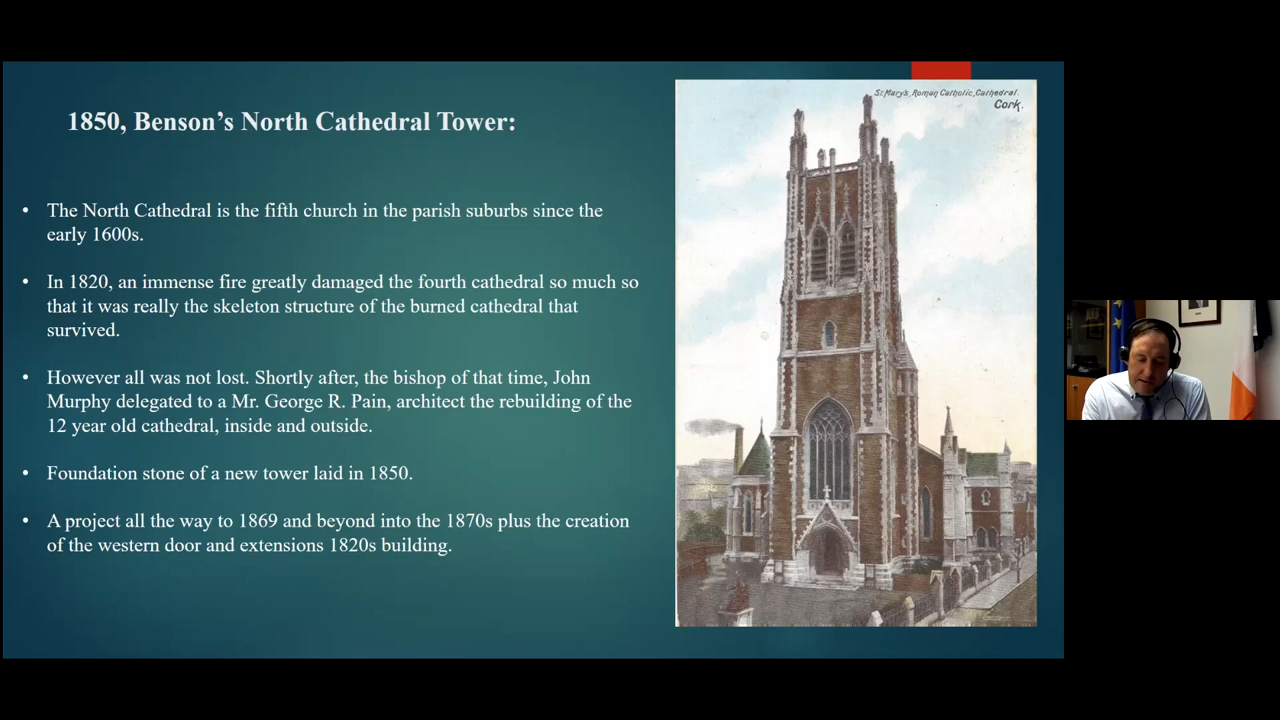 1850, Benson's North Cathedral Tower:
• The North Cathedral is the fifth church in the parish suburbs since the
early 1600s.
• In 1820, an immense fire greatly damaged the fourth cathedral so much so
that it was really the skeleton structure of the burned cathedral that
survived.
• However all was not lost. Shortly after, the bishop of that time, John
Murphy delegated to a Mr. George R. Pain, architect the rebuilding of the
12 year old cathedral, inside and outside.
• Foundation stone of a new tower laid in 1850.
• A project all the way to 1869 and beyond into the 1870s plus the creation
of the western door and extensions 1820s building.
St. Mary's, Roman Catholic, Cathedral.
Cork.